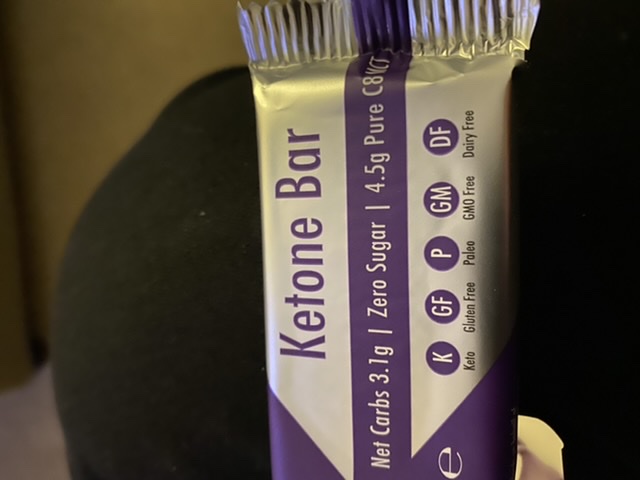 Ketone Bar
Net Carbs 3.1g | Zero Sugar | 4.5g Pure C8
K GF P GM DF
Keto Gluten Free Paleo GMO Free Dairy Free
e